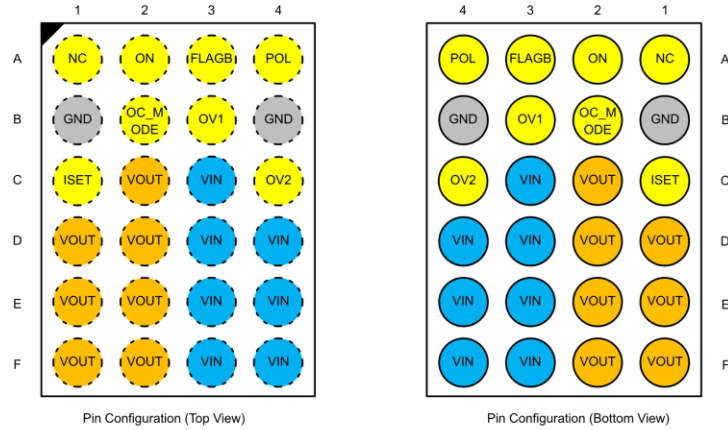 1 2 3 4 4 3 2 1
A NC ON FLAGB POL POL FLAGB ON NC A
B GND OC_M ODE OV1 GND GND OV1 OC_M ODE GND B
C ISET VOUT VIN OV2 OV2 VIN VOUT ISET C
D VOUT VOUT VIN VIN VIN VIN VOUT VOUT D
E VOUT VOUT VIN VIN VIN VIN VOUT VOUT E
F VOUT VOUT VIN VIN VIN VIN VOUT VOUT F
Pin Configuration (Top View) Pin Configuration (Bottom View)